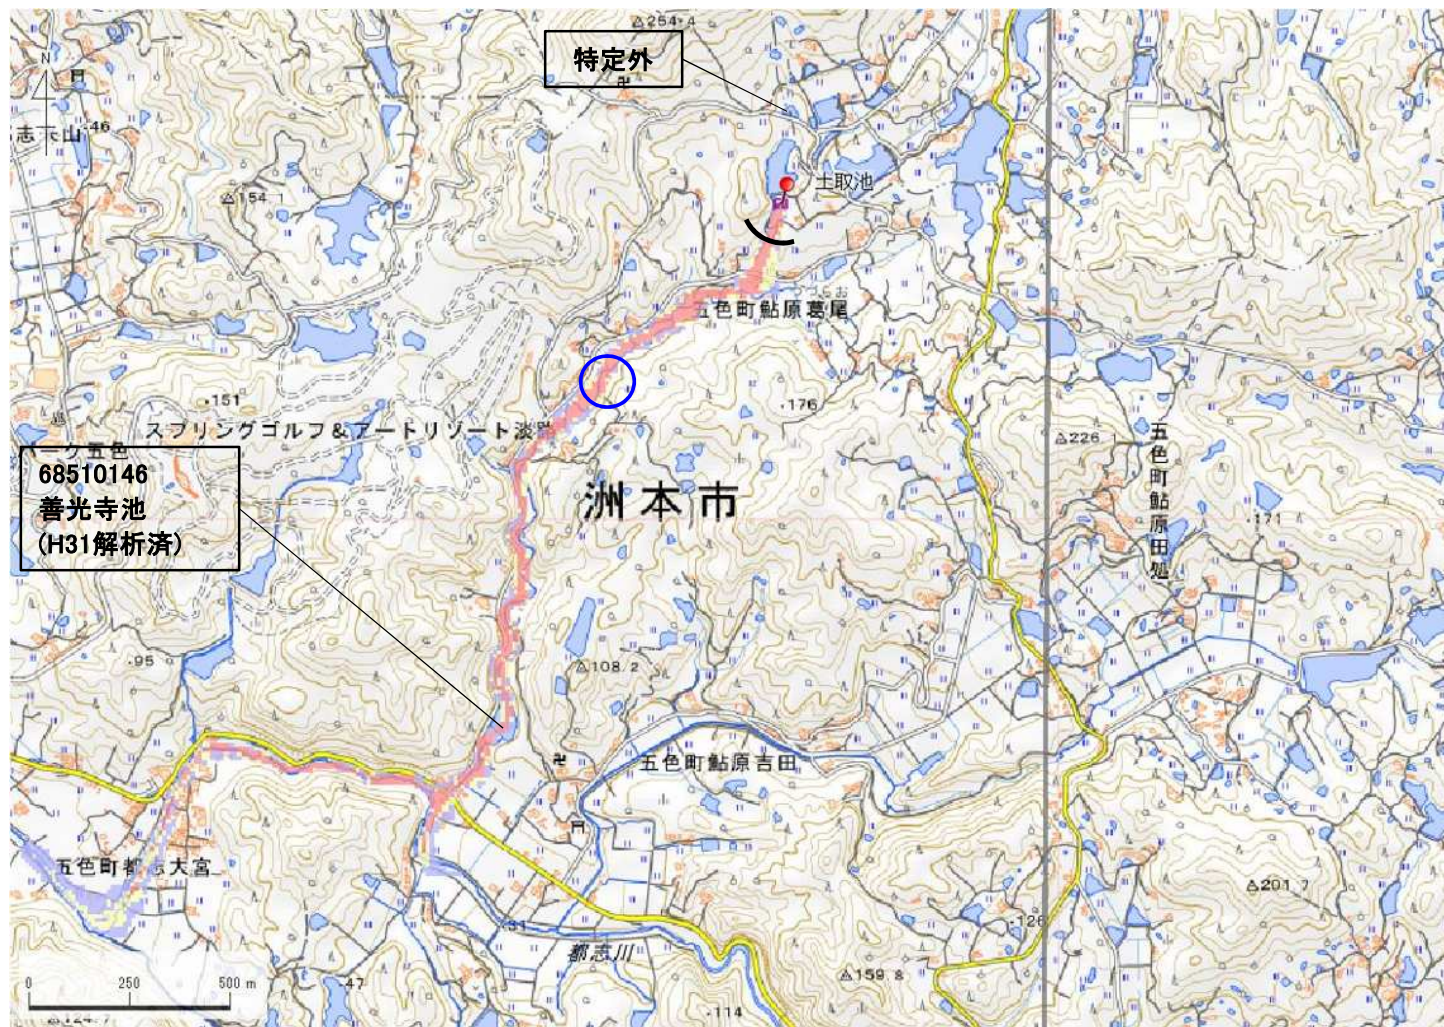 △254.4
特定外
N
46
土取池
△154.1
五色町鮎原葛尾
・151
・176
スプリングゴルフ&アートリゾート淡路
△226.1
五色町鮎原田処
68510146
善光寺池
(H31解析済)
洲本市
・171
・95
△108.2
五色町鮎原吉田
五色町都志大宮
△201.7
・31
・126
都志川
△159.8
0 250 500 m
・47
・114